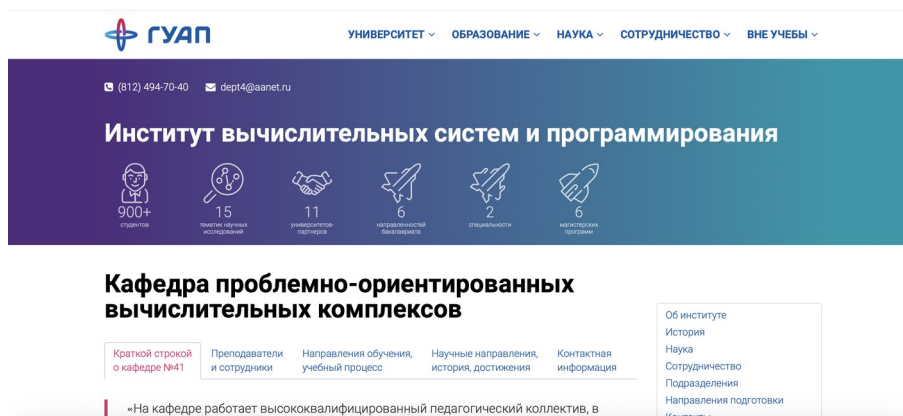 ГУАП
УНИВЕРСИТЕТ ОБРАЗОВАНИЕ НАУКА СОТРУДНИЧЕСТВО ВНЕ УЧЕБЫ
(812) 494-70-40 dept4@aanet.ru
Институт вычислительных систем и программирования
900+ 15 11 6 2 6
студентов тематик научных университетов- направленностей специальности магистерских
исследований партнеров бакалавриата программ
Кафедра проблемно-ориентированных
вычислительных комплексов
Краткой строкой Преподаватели Направления обучения, Научные направления, Контактная
о кафедре №41 и сотрудники учебный процесс история, достижения информация
«На кафедре работает высококвалифицированный педагогический коллектив, в
Об институте
История
Наука
Сотрудничество
Подразделения
Направления подготовки
Контакты